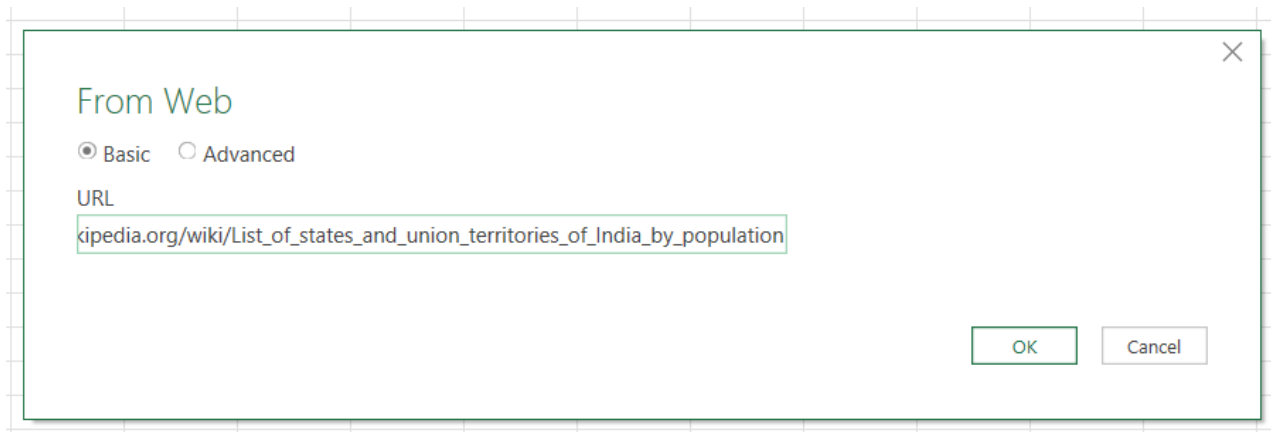 From Web
Basic Advanced
URL
kipedia.org/wiki/List_of_states_and_union_territories_of_India_by_population
OK Cancel